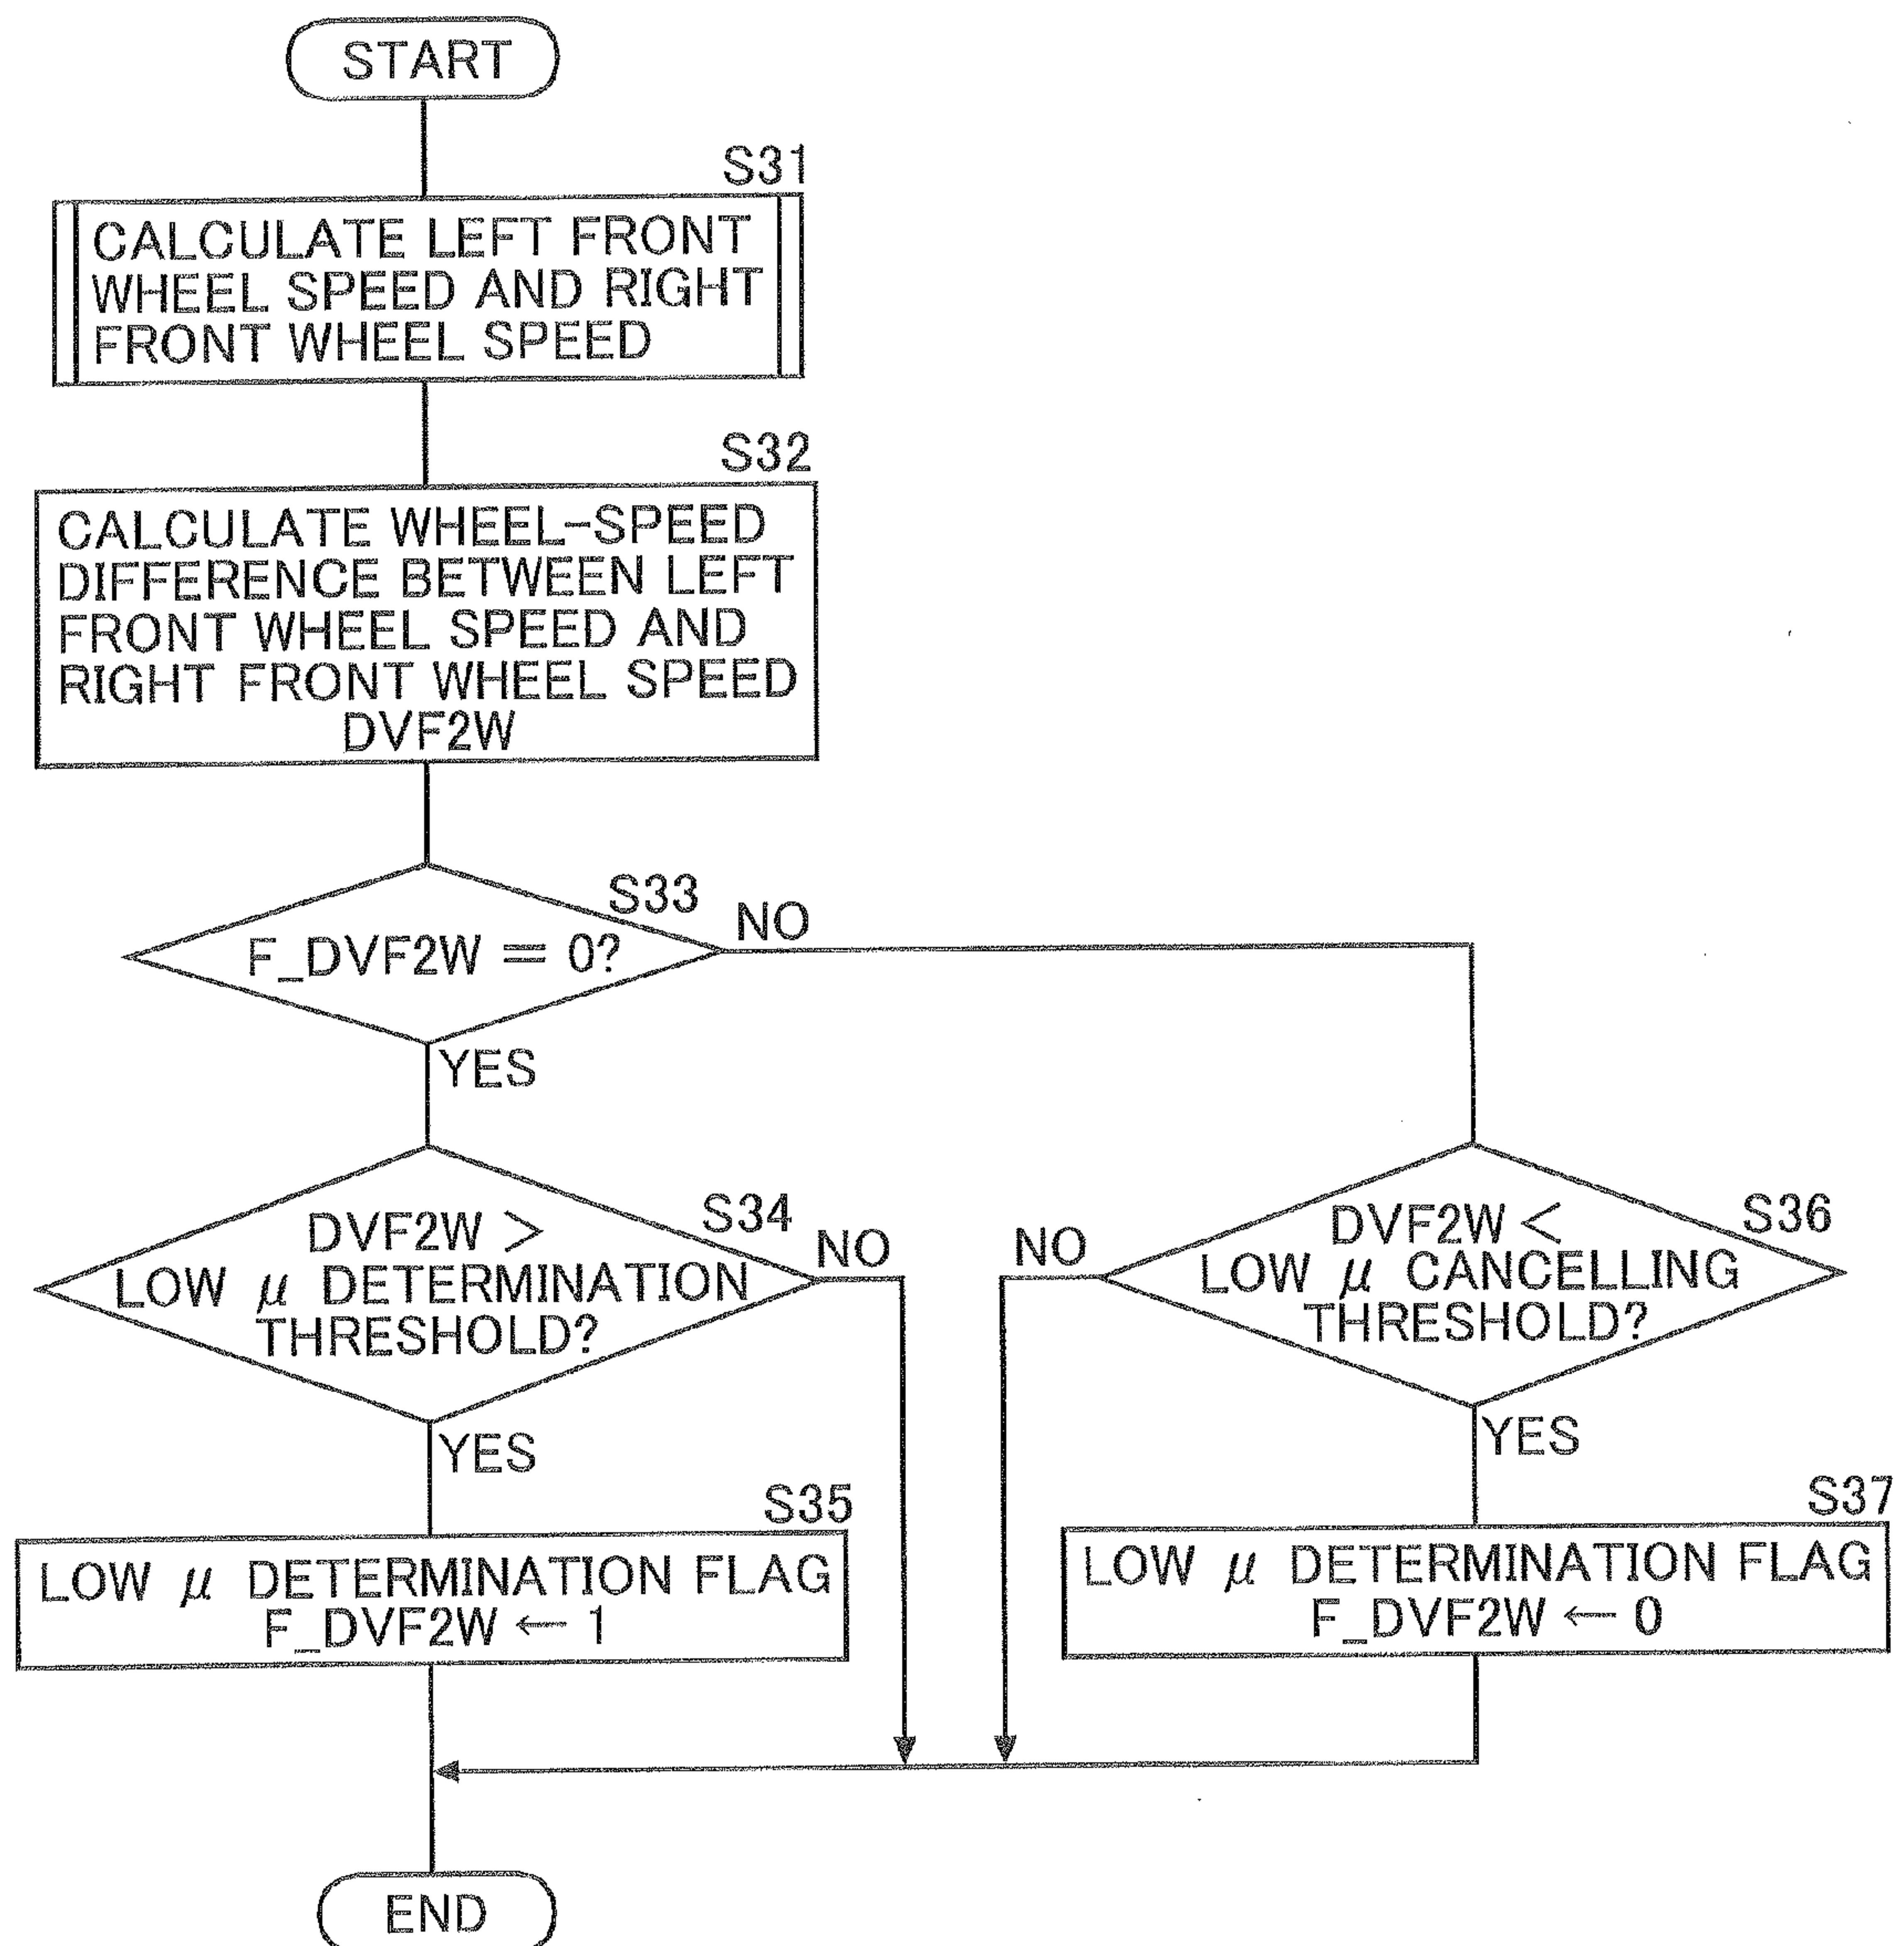 START
S31
CALCULATE LEFT FRONT
WHEEL SPEED AND RIGHT
FRONT WHEEL SPEED
S32
CALCULATE WHEEL-SPEED
DIFFERENCE BETWEEN LEFT
FRONT WHEEL SPEED AND
RIGHT FRONT WHEEL SPEED
DVF2W
S33
F_DVF2W = 0?
NO
YES
S34
DVF2W >
LOW μ DETERMINATION
THRESHOLD?
NO
YES
S35
LOW μ DETERMINATION FLAG
F_DVF2W ← 1
S36
DVF2W <
LOW μ CANCELLING
THRESHOLD?
NO
YES
S37
LOW μ DETERMINATION FLAG
F_DVF2W ← 0
END